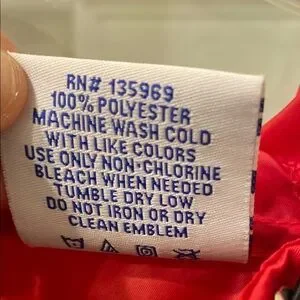 RN# 135969
100% POLYESTER
MACHINE WASH COLD
WITH LIKE COLORS
USE ONLY NON-CHLORINE
BLEACH WHEN NEEDED
TUMBLE DRY LOW
DO NOT IRON OR DRY
CLEAN EMBLEM